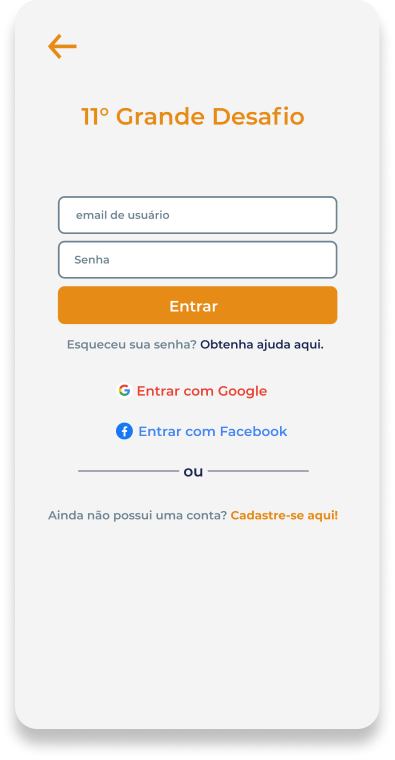 11° Grande Desafio
email de usuário
Senha
Entrar
Esqueceu sua senha? Obtenha ajuda aqui.
Entrar com Google
Entrar com Facebook
ou
Ainda não possui uma conta? Cadastre-se aqui!